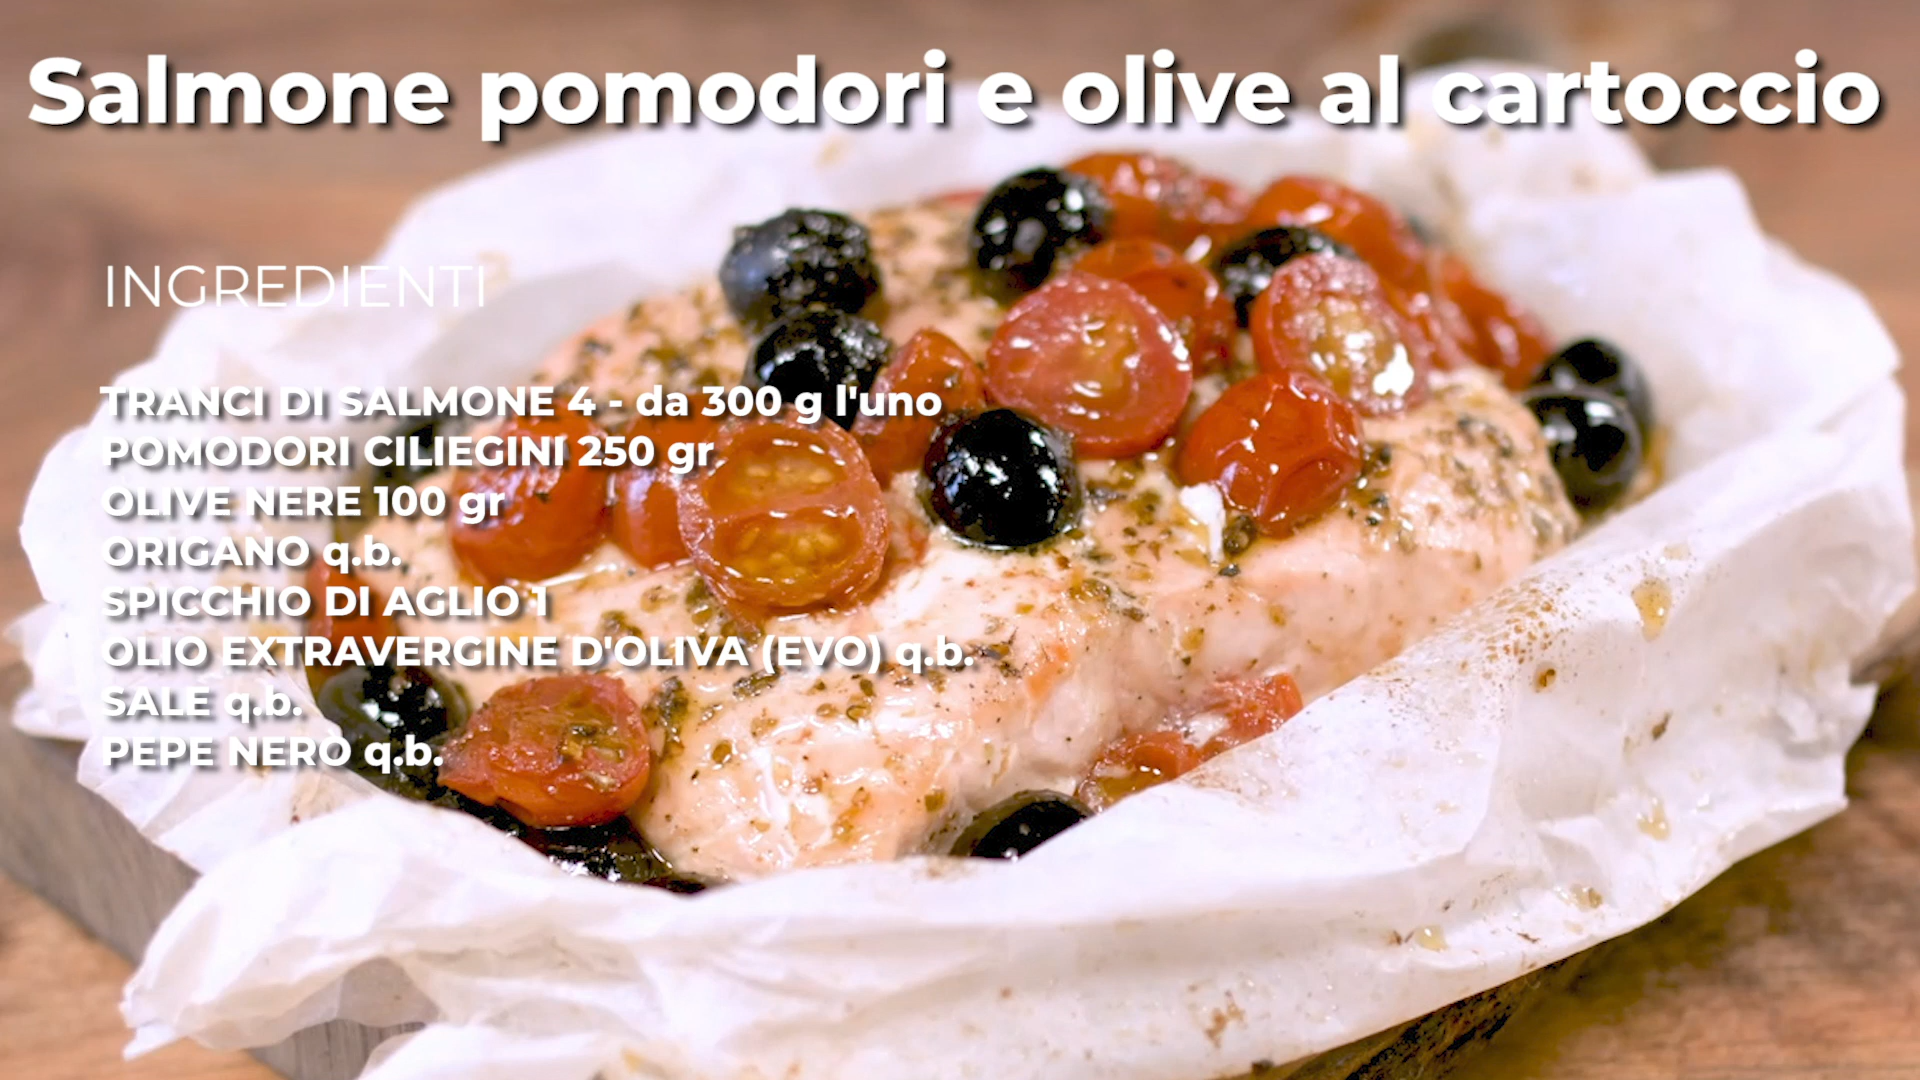 Salmone pomodori e olive al cartoccio
INGREDIENTI
TRANCI DI SALMONE 4 - da 300 g l'uno
POMODORI CILIEGINI 250 gr
OLIVE NERE 100 gr
ORIGANO q.b.
SPICCHIO DI AGLIO 1
OLIO EXTRAVERGINE D'OLIVA (EVO) q.b.
SALE q.b.
PEPE NERO q.b.